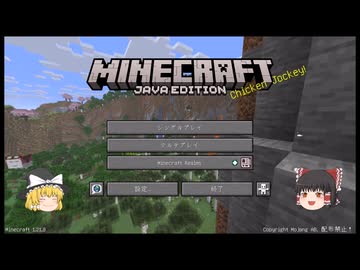 MINECRAFT
JAVA EDITION
Chicken Jockey!
シングルプレイ
マルチプレイ
Minecraft Realms
設定...
終了
Minecraft 1.21.8
Copyright Mojang AB. 配布禁止！